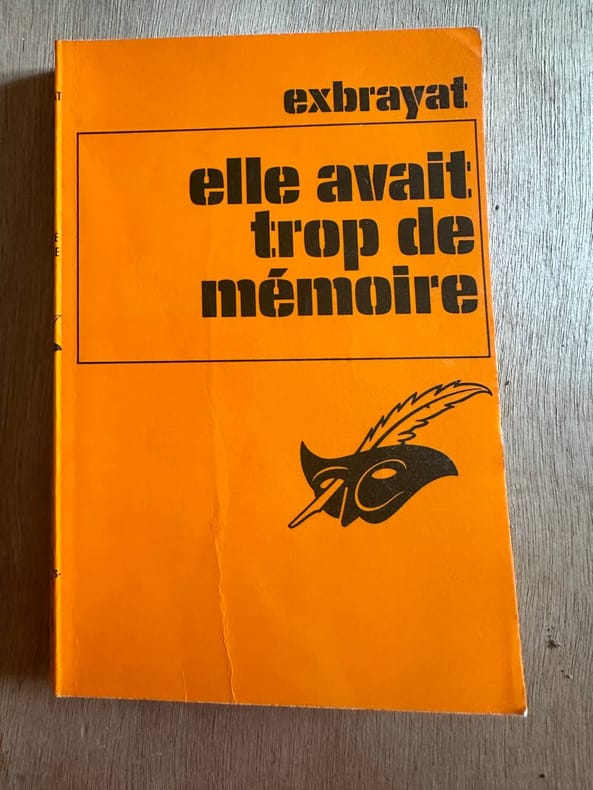 exbrayat
elle avait
trop de
mémoire